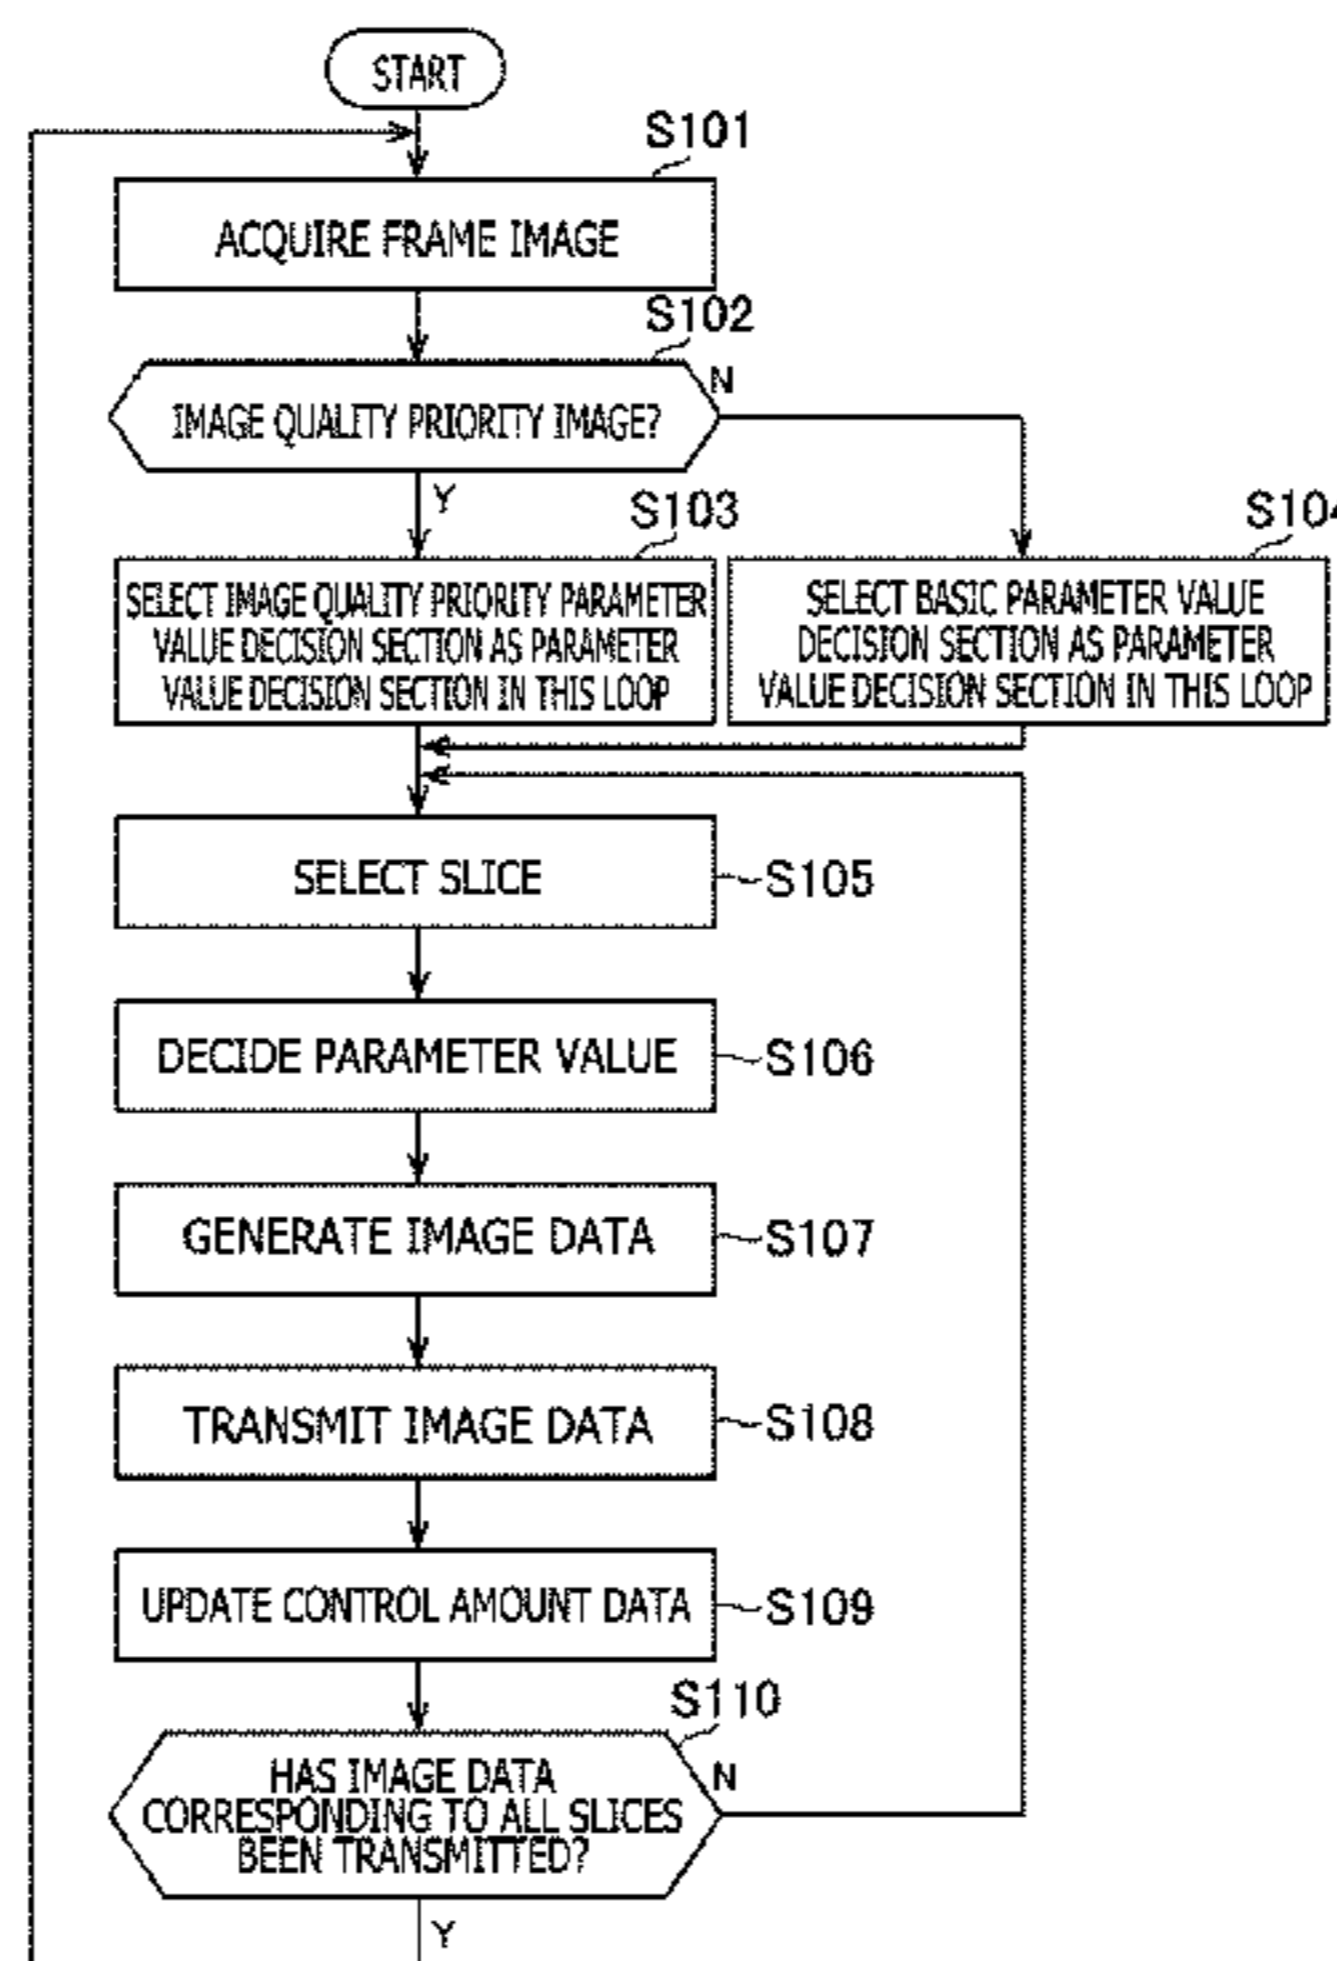 START
S101
ACQUIRE FRAME IMAGE
S102
IMAGE QUALITY PRIORITY IMAGE?
N
Y
S103
SELECT IMAGE QUALITY PRIORITY PARAMETER
VALUE DECISION SECTION AS PARAMETER
VALUE DECISION SECTION IN THIS LOOP
S104
SELECT BASIC PARAMETER VALUE
DECISION SECTION AS PARAMETER
VALUE DECISION SECTION IN THIS LOOP
SELECT SLICE
S105
DECIDE PARAMETER VALUE
S106
GENERATE IMAGE DATA
S107
TRANSMIT IMAGE DATA
S108
UPDATE CONTROL AMOUNT DATA
S109
S110
HAS IMAGE DATA
CORRESPONDING TO ALL SLICES
BEEN TRANSMITTED?
N
Y